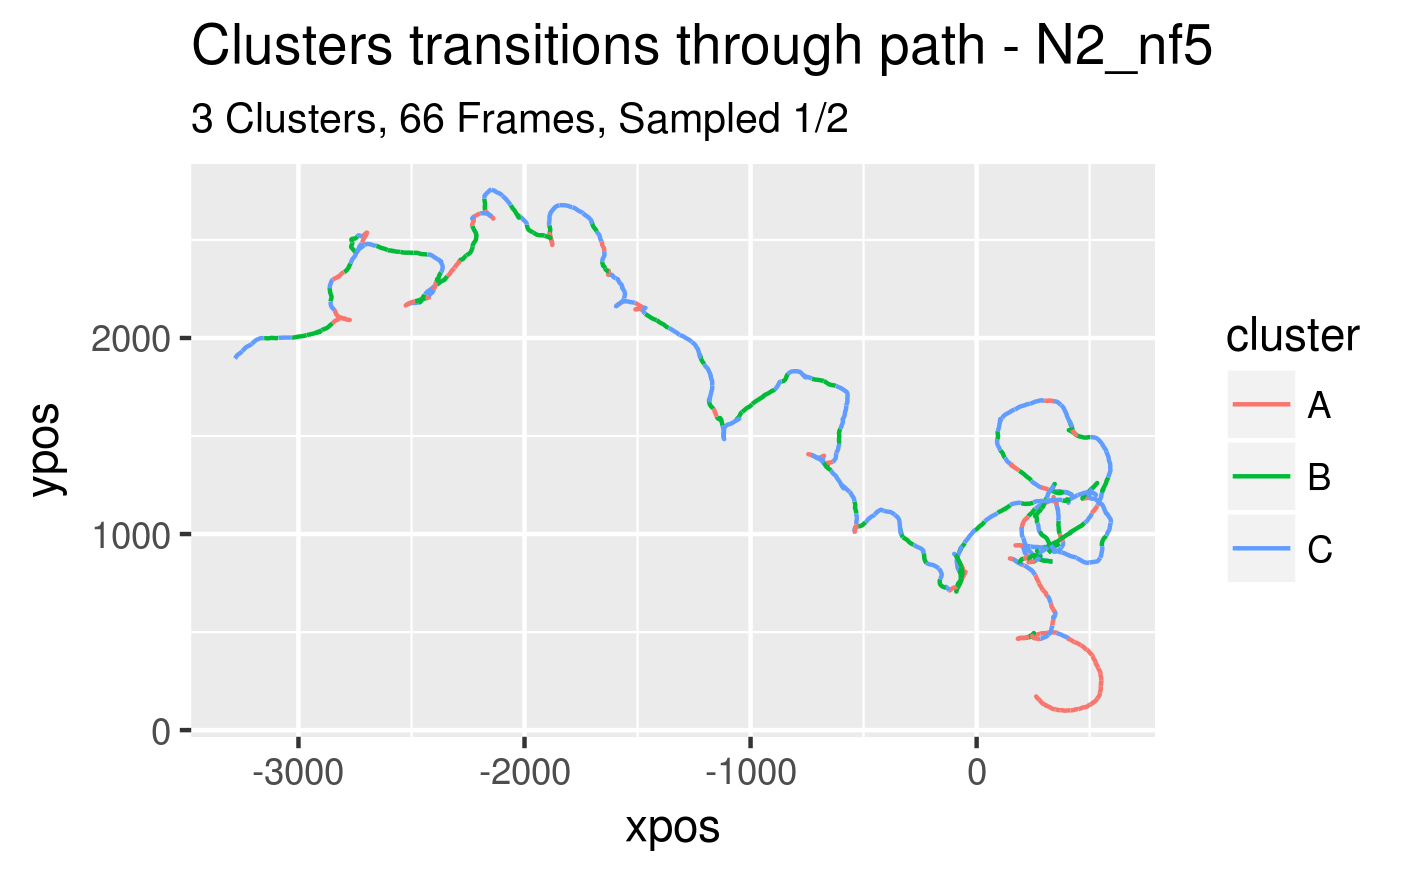 Clusters transitions through path - N2_nf5
3 Clusters, 66 Frames, Sampled 1/2
ypos
2000
1000
0
-3000
-2000
-1000
0
xpos
cluster
A
B
C